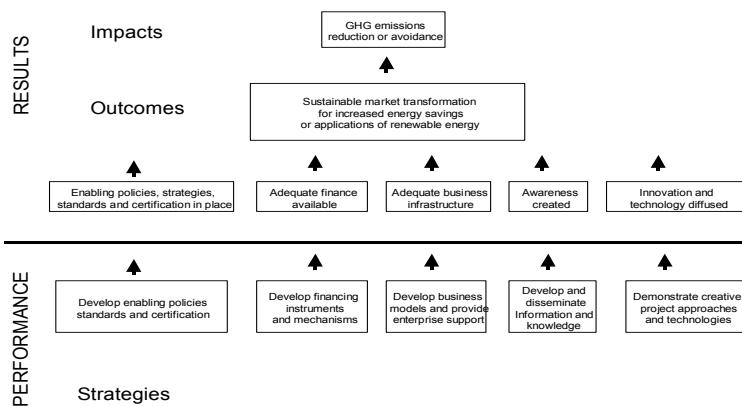 RESULTS
Impacts
GHG emissions
reduction or avoidance
Outcomes
Sustainable market transformation
for increased energy savings
or applications of renewable energy
Enabling policies, strategies,
standards and certification in place
Adequate finance
available
Adequate business
infrastructure
Awareness
created
Innovation and
technology diffused
PERFORMANCE
Develop enabling policies
standards and certification
Develop financing
instruments
and mechanisms
Develop business
models and provide
enterprise support
Develop and
disseminate
Information and
knowledge
Demonstrate creative
project approaches
and technologies
Strategies